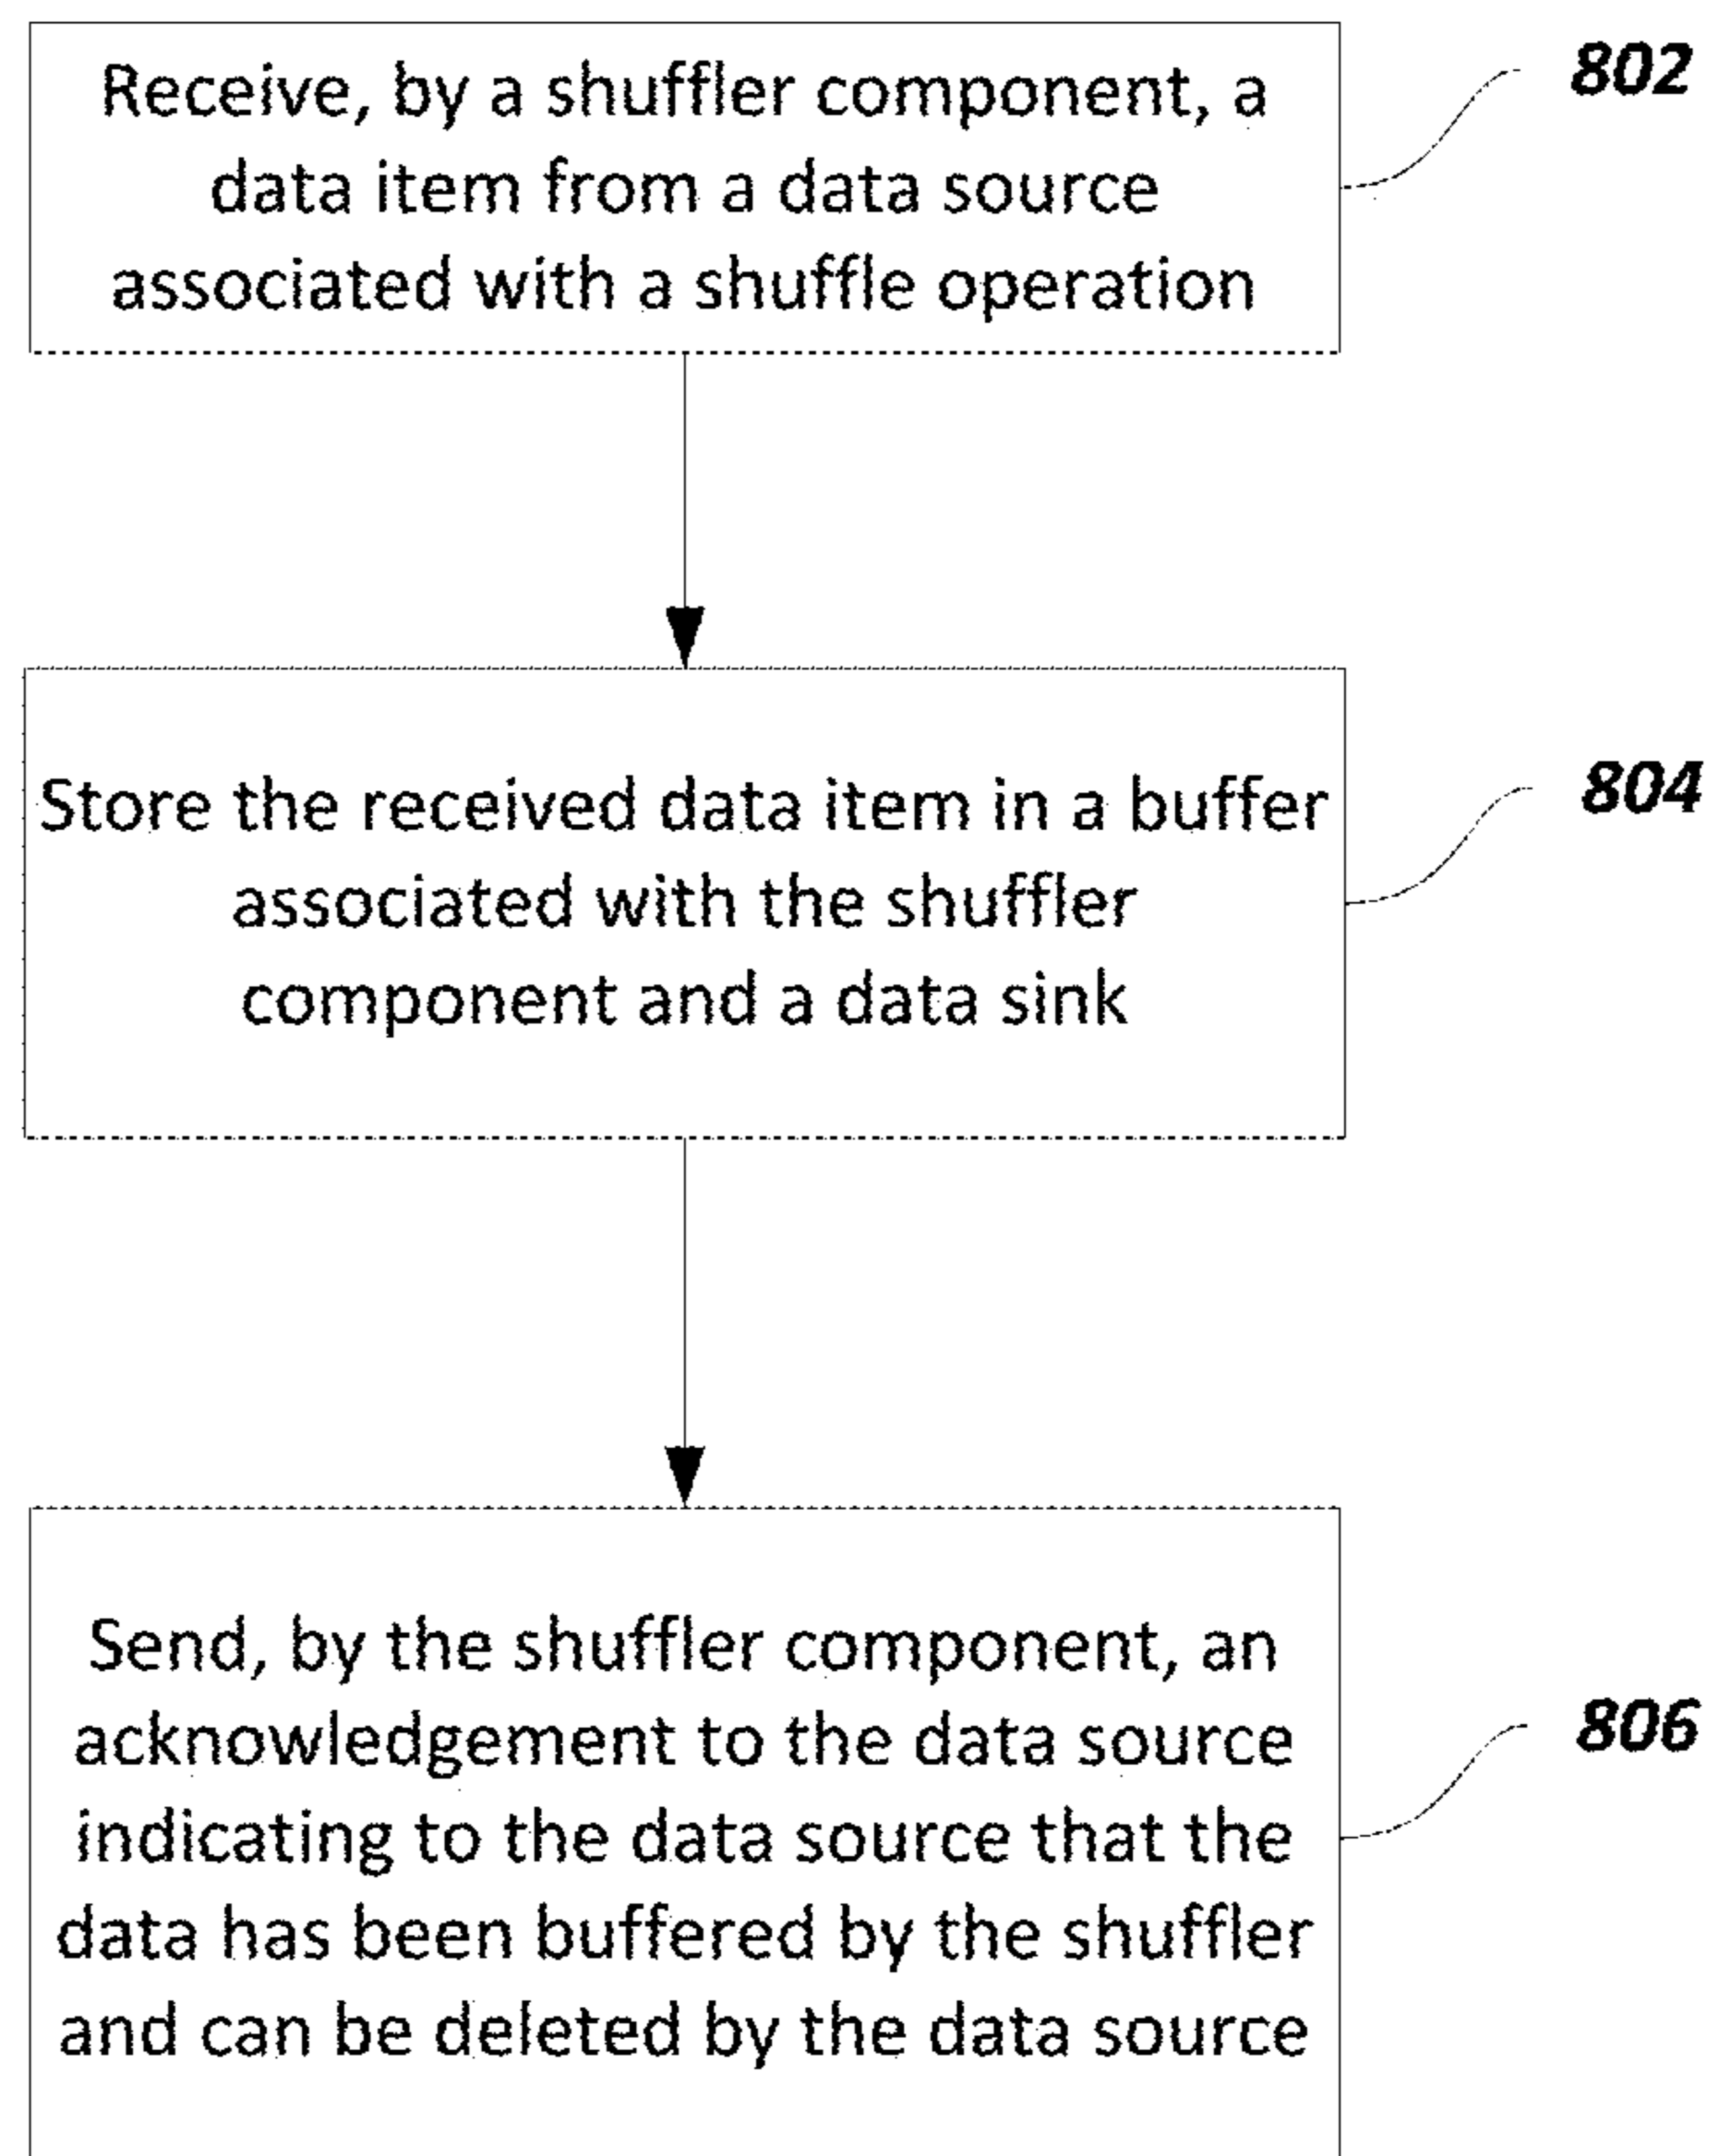 Receive, by a shuffler component, a
data item from a data source
associated with a shuffle operation
802
Store the received data item in a buffer
associated with the shuffler
component and a data sink
804
Send, by the shuffler component, an
acknowledgement to the data source
indicating to the data source that the
data has been buffered by the shuffler
and can be deleted by the data source
806